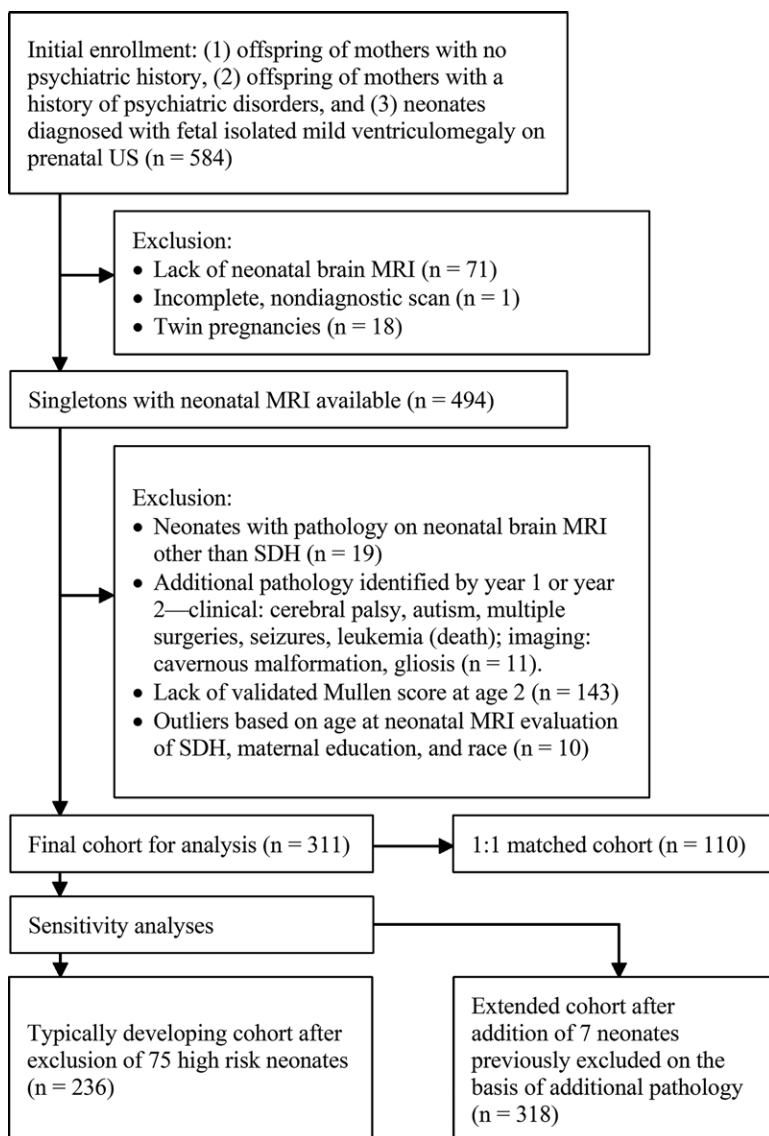 Initial enrollment: (1) offspring of mothers with no
psychiatric history, (2) offspring of mothers with a
history of psychiatric disorders, and (3) neonates
diagnosed with fetal isolated mild ventriculomegaly on
prenatal US (n = 584)
Exclusion:
• Lack of neonatal brain MRI (n = 71)
• Incomplete, nondiagnostic scan (n = 1)
• Twin pregnancies (n = 18)
Singletons with neonatal MRI available (n = 494)
Exclusion:
• Neonates with pathology on neonatal brain MRI
other than SDH (n = 19)
• Additional pathology identified by year 1 or year
2—clinical: cerebral palsy, autism, multiple
surgeries, seizures, leukemia (death); imaging:
cavernous malformation, gliosis (n = 11).
• Lack of validated Mullen score at age 2 (n = 143)
• Outliers based on age at neonatal MRI evaluation
of SDH, maternal education, and race (n = 10)
Final cohort for analysis (n = 311)
1:1 matched cohort (n = 110)
Sensitivity analyses
Typically developing cohort after
exclusion of 75 high risk neonates
(n = 236)
Extended cohort after
addition of 7 neonates
previously excluded on the
basis of additional pathology
(n = 318)